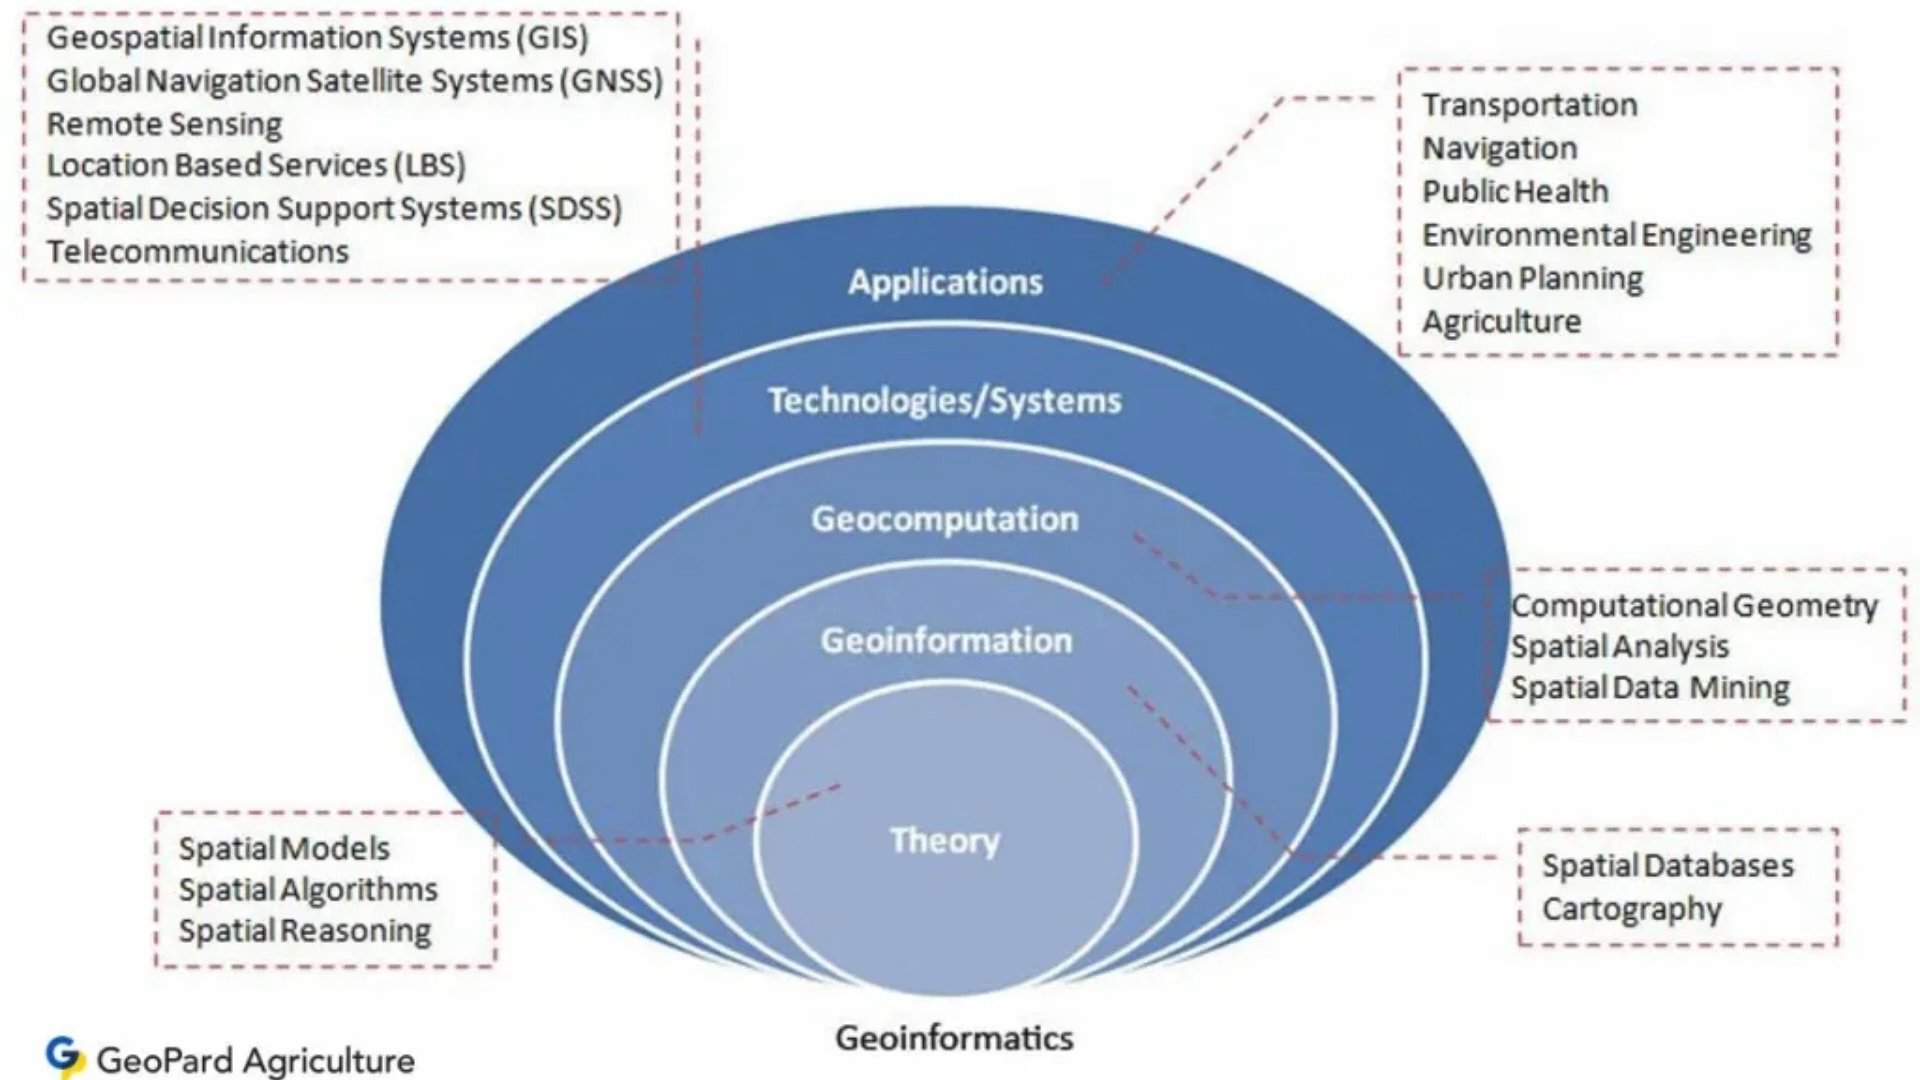 Geospatial Information Systems (GIS)
Global Navigation Satellite Systems (GNSS)
Remote Sensing
Location Based Services (LBS)
Spatial Decision Support Systems (SDSS)
Telecommunications
Transportation
Navigation
Public Health
Environmental Engineering
Urban Planning
Agriculture
Applications
Technologies/Systems
Geocomputation
Geoinformation
Theory
Computational Geometry
Spatial Analysis
Spatial Data Mining
Spatial Models
Spatial Algorithms
Spatial Reasoning
Spatial Databases
Cartography
Geoinformatics
GeoPard Agriculture